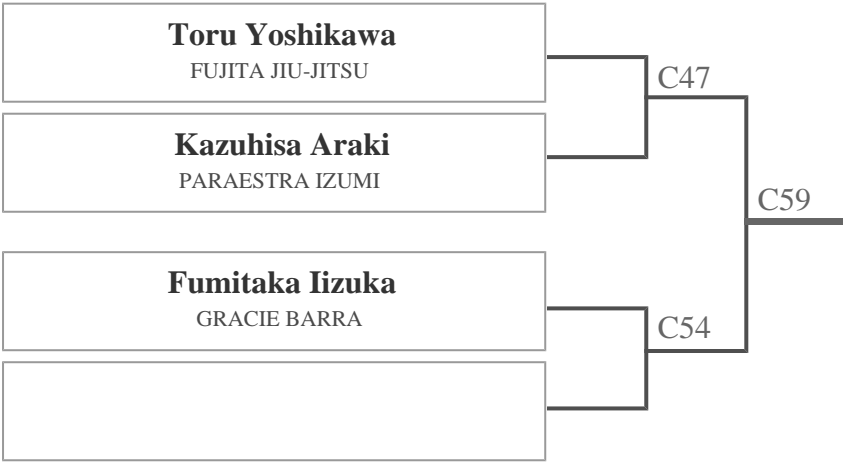 Toru Yoshikawa
FUJITA JIU-JITSU
C47
Kazuhisa Araki
PARAESTRA IZUMI
C59
Fumitaka Iizuka
GRACIE BARRA
C54